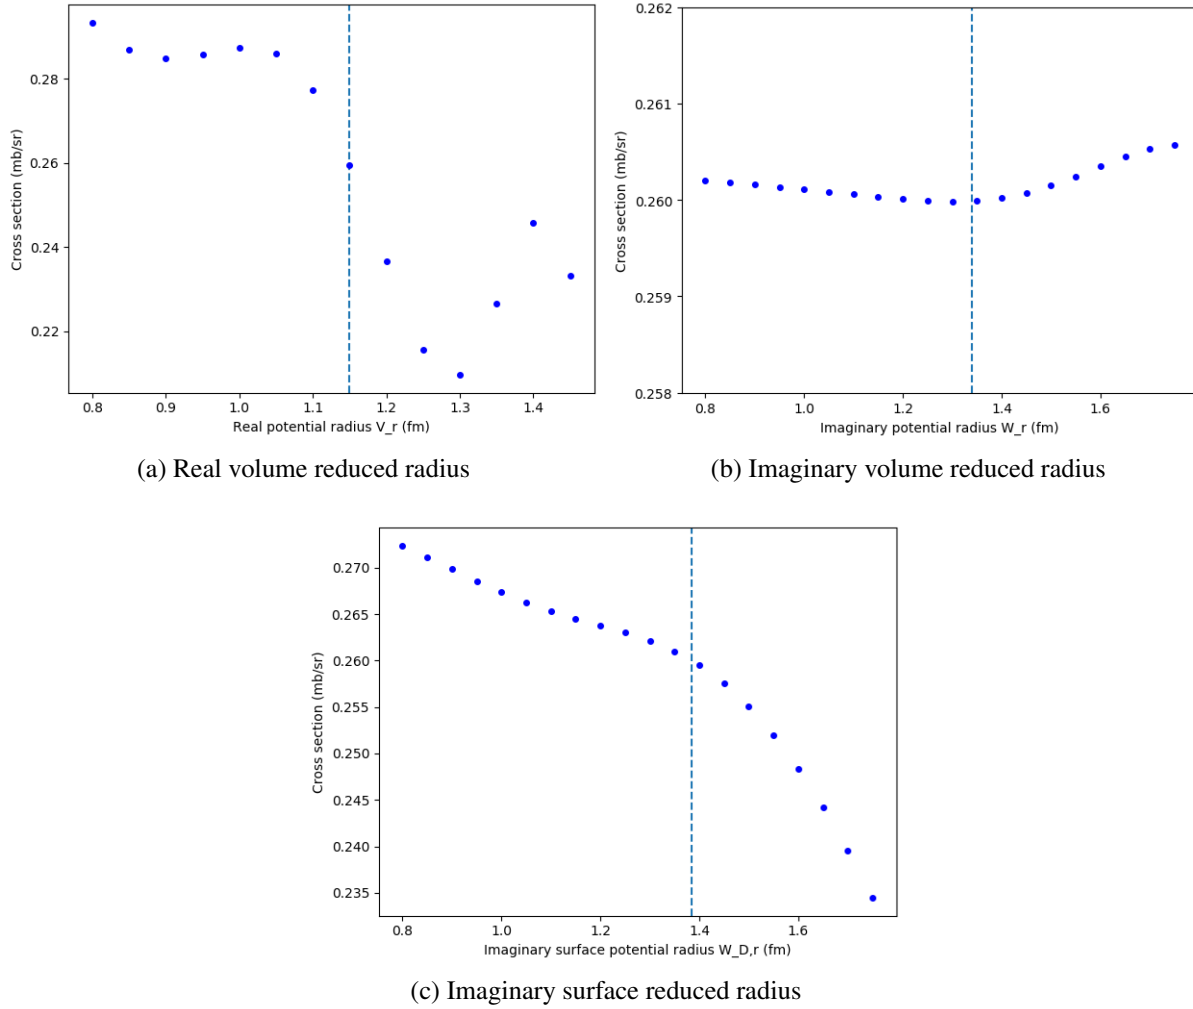 0.28
0.26
0.24
0.22
Cross section (mb/sr)
0.8 0.9 1.0 1.1 1.2 1.3 1.4
Real potential radius V_r (fm)
(a) Real volume reduced radius
0.262
0.261
0.260
0.259
0.258
Cross section (mb/sr)
0.8 1.0 1.2 1.4 1.6
Imaginary potential radius W_r (fm)
(b) Imaginary volume reduced radius
0.270
0.265
0.260
0.255
0.250
0.245
0.240
0.235
Cross section (mb/sr)
0.8 1.0 1.2 1.4 1.6
Imaginary surface potential radius W_D,r (fm)
(c) Imaginary surface reduced radius